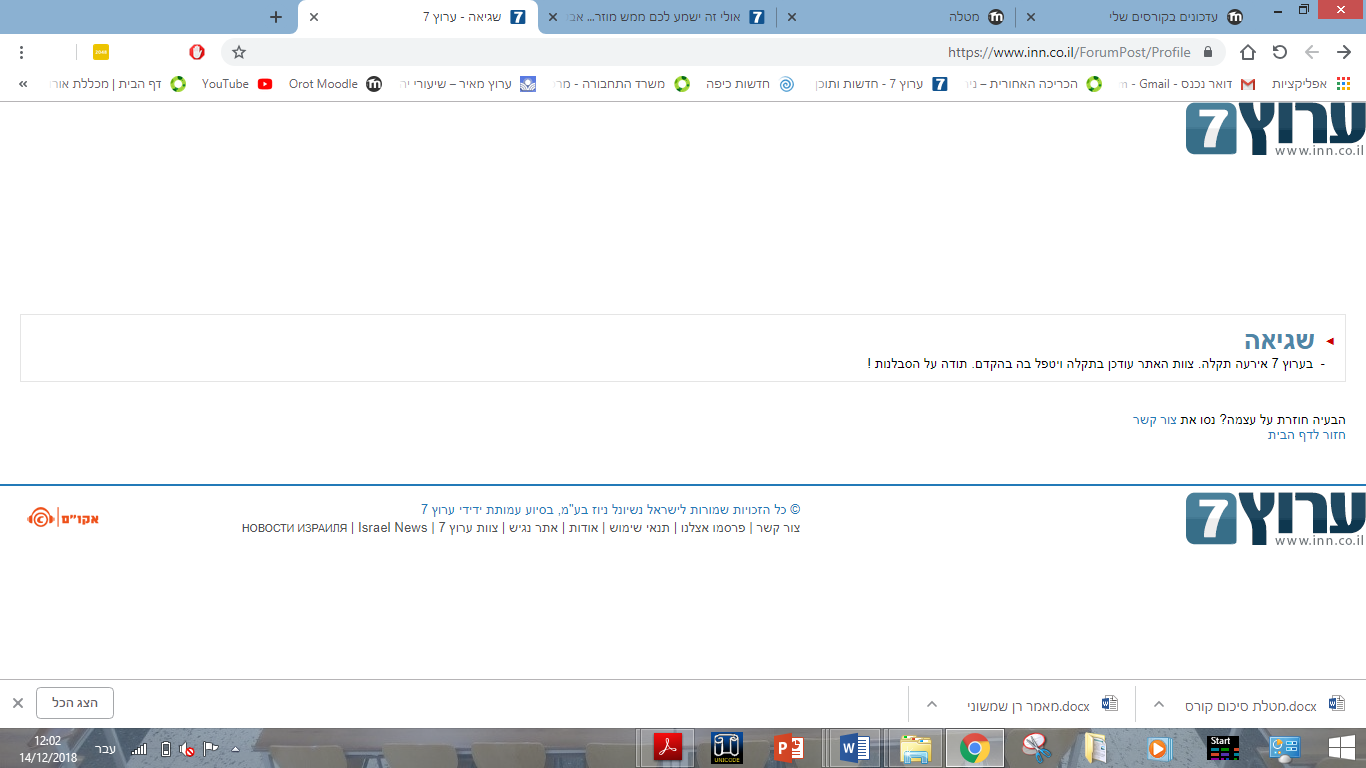 עדכונים בקורסים שלי
מטלה
אולי זה ישמע לכם ממש מוזר...
שגיאה - ערוץ 7
https://www.inn.co.il/ForumPost/Profile
אפליקציות
דואר נכנס - Gmail
הכריכה האחורית –
ערוץ 7 - חדשות ותוכן
חדשות כיפה
משרד התחבורה -
ערוץ מאיר – שיעורי
Orot Moodle
YouTube
דף הבית | מכללת
ערוץ 7
www.inn.co.il
שגיאה
- בערוץ 7 אירעה תקלה. צוות האתר עודכן בתקלה ויטפל בה בהקדם. תודה על הסבלנות !
הבעיה חוזרת על עצמה? נסו את צור קשר
חזור לדף הבית
ערוץ 7
www.inn.co.il
© כל הזכויות שמורות לישראל נשיונל ניוז בע"מ, בסיוע עמותת ידידי ערוץ 7
צור קשר | פרסמו אצלנו | תנאי שימוש | אודות | אתר נגיש | צוות ערוץ 7 | Israel News | НОВОСТИ ИЗРАИЛЯ
אקו"ם
מטלת סיכום קורס.docx
מאמר רן שמשוני.docx
הצג הכל
Start
UNICODE
עבר
12:02
14/12/2018